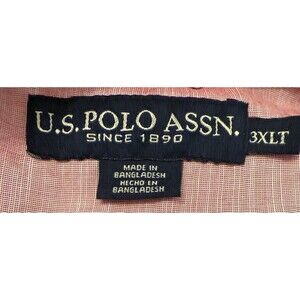 U.S. POLO ASSN.
SINCE 1890
3XLT
MADE IN
BANGLADESH
HECHO EN
BANGLADESH